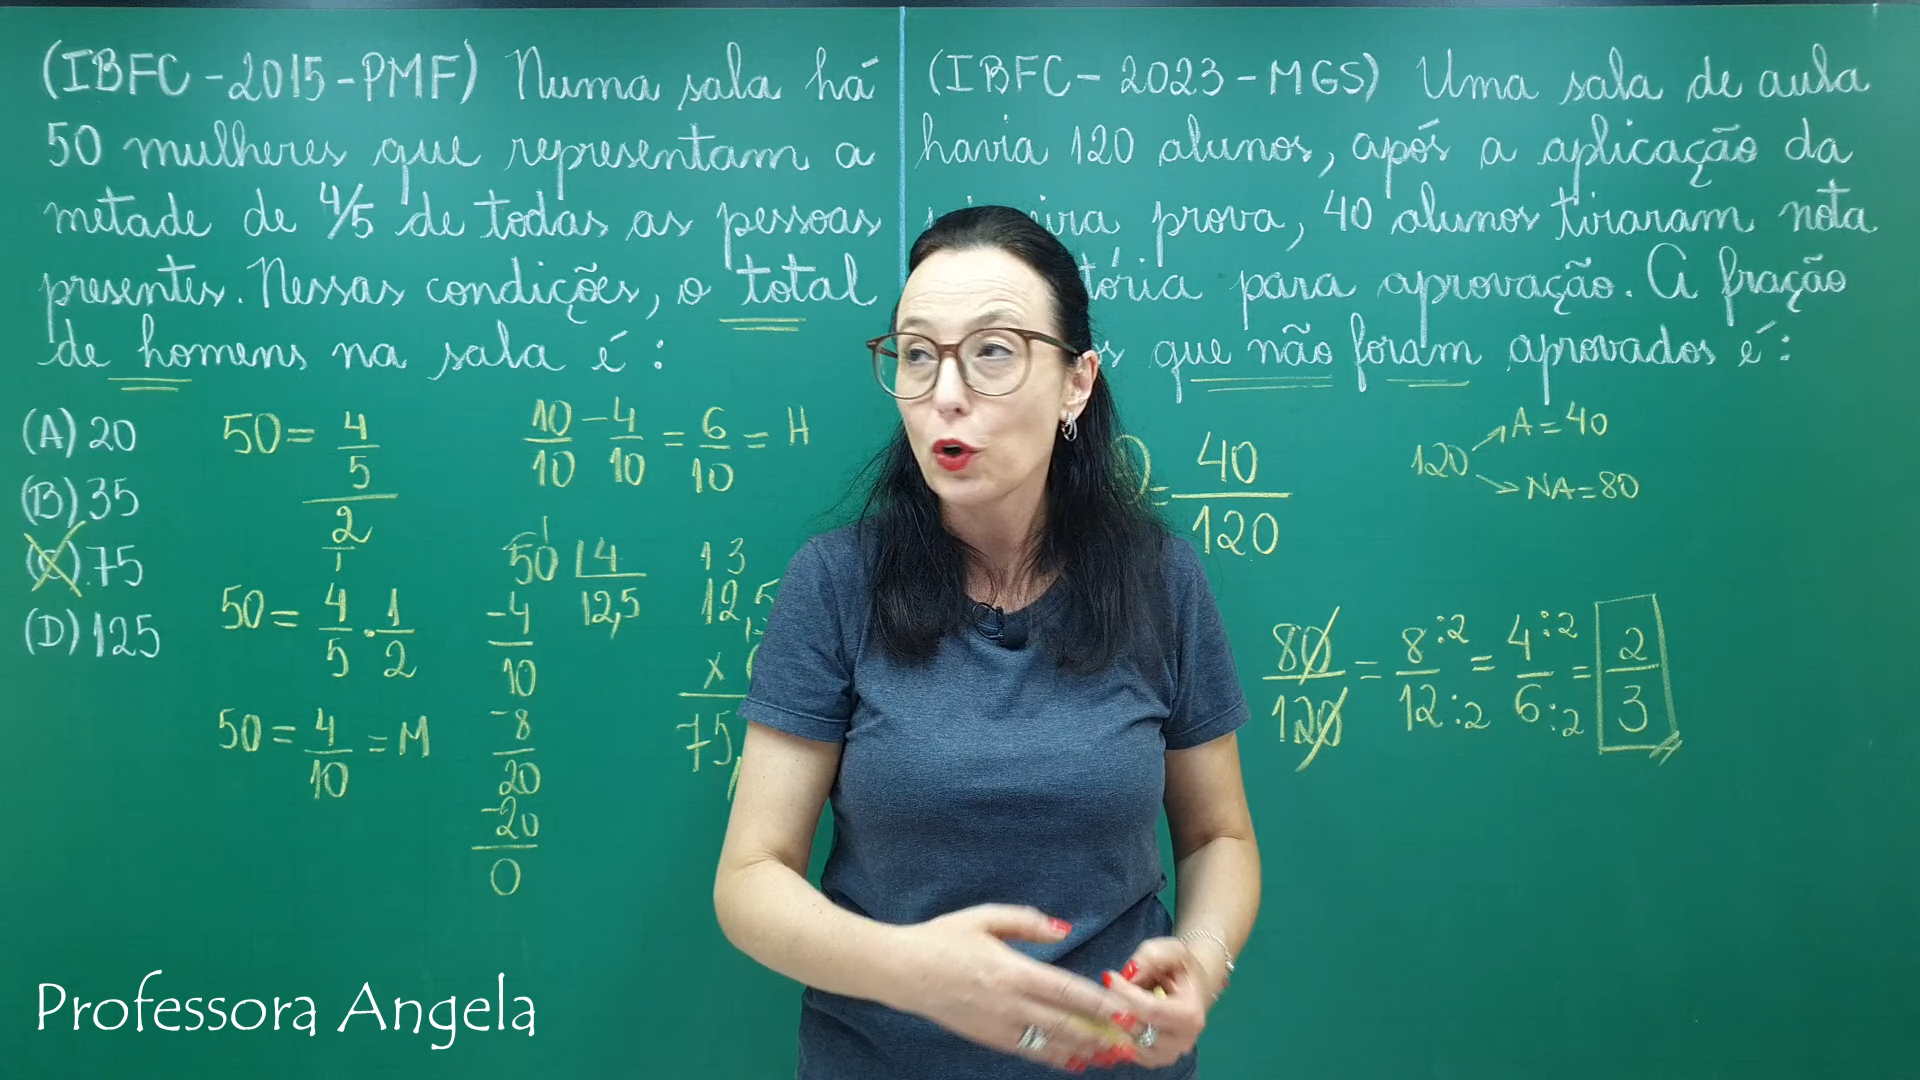 (IBFC-2015-PMF) Numa sala há
50 mulheres que representam a
metade de 4/5 de todas as pessoas
presentes. Nessas condições, o total
de homens na sala é:
(A) 20
(B) 35
(C) 75
(D) 125
50 = 4/5 / 2/1
50 = 4/5 . 1/2
50 = 4/10 = M
10/10 - 4/10 = 6/10 = H
50 4
-4 12,5
10
-8
20
-20
0
13
12,5
x
75,
(IBFC-2023-MGS) Uma sala de aula
havia 120 alunos, após a aplicação da
prova, 40 alunos tiraram nota
para aprovação. A fração
que não foram aprovados é:
= 40/120
120 A = 40
NA = 80
80/120 = 8:2/12:2 = 4:2/6:2 = 2/3
Professora Angela